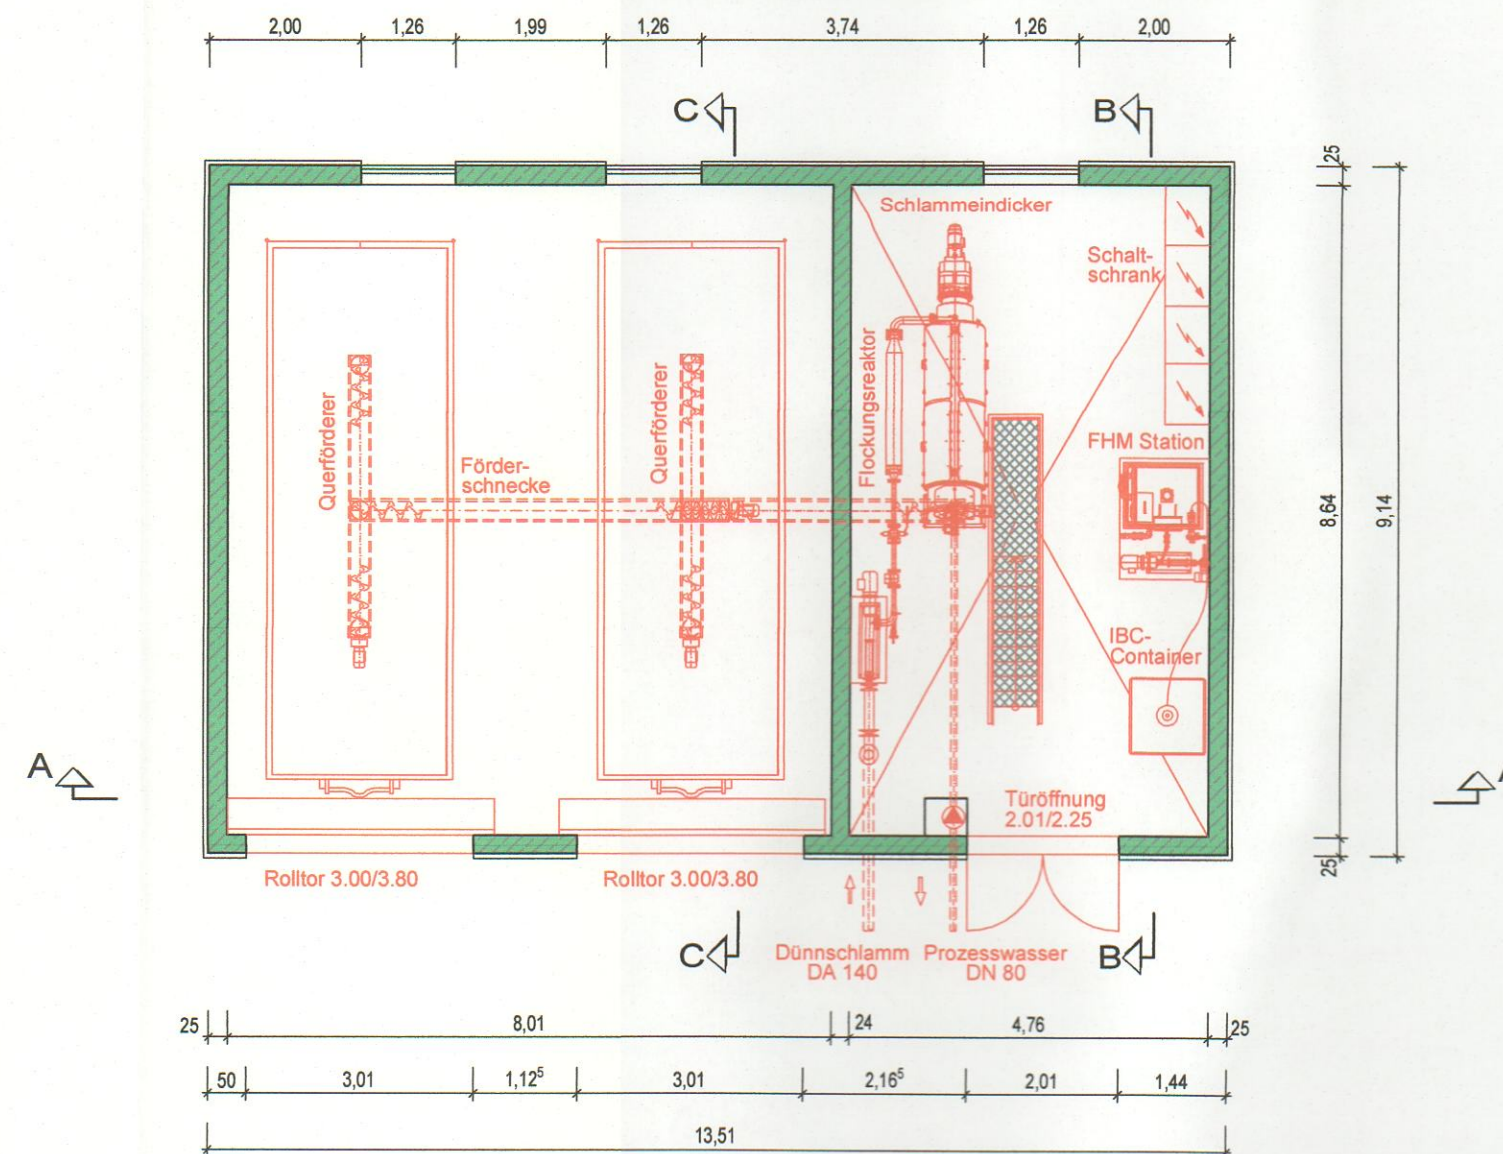 2,00 1,26 1,99 1,26 3,74 1,26 2,00
C B
25
Schlammeindicker
Schalt-
schrank
Flockungsreaktor
Querförderer
Querförderer
FHM Station
Förder-
schnecke
8,64
9,14
IBC-
Container
A
A
Türöffnung
2.01/2.25
25
Rolltor 3.00/3.80
Rolltor 3.00/3.80
C
B
Dünnschlamm
DA 140
Prozesswasser
DN 80
25 8,01 24 4,76 25
50 3,01 1,12⁵ 3,01 2,16⁵ 2,01 1,44
13,51